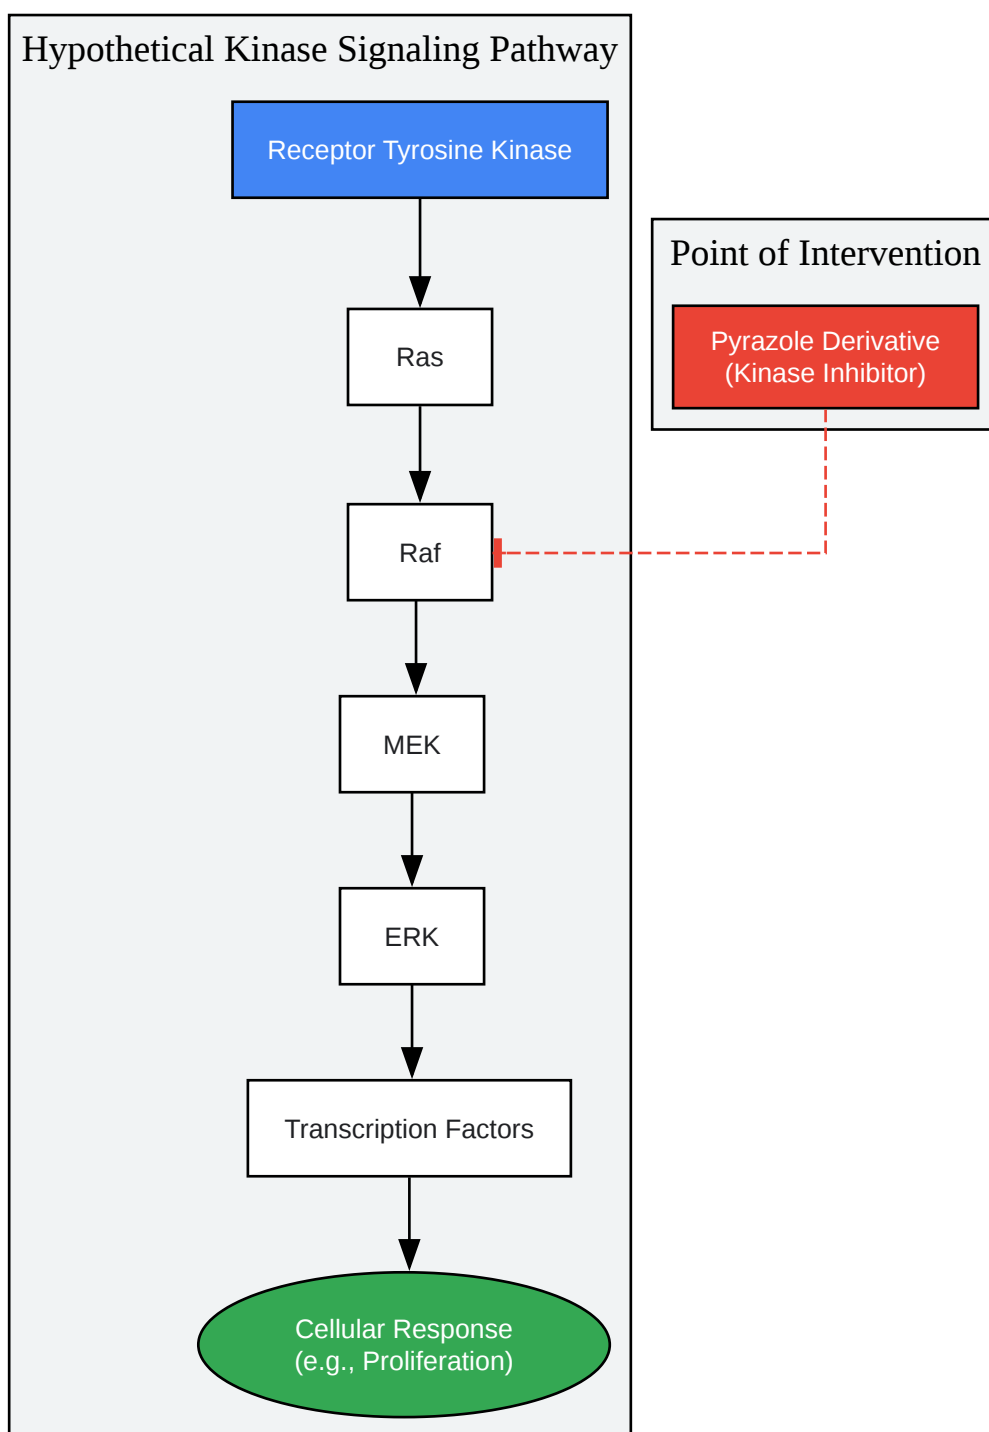 Hypothetical Kinase Signaling Pathway
Receptor Tyrosine Kinase
Ras
Point of Intervention
Pyrazole Derivative
(Kinase Inhibitor)
Raf
MEK
ERK
Transcription Factors
Cellular Response
(e.g., Proliferation)